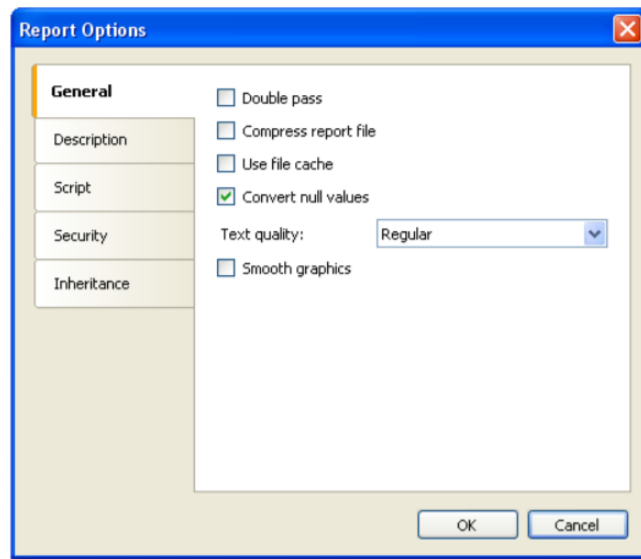 Report Options
General
Description
Script
Security
Inheritance
Double pass
Compress report file
Use file cache
Convert null values
Text quality: Regular
Smooth graphics
OK Cancel